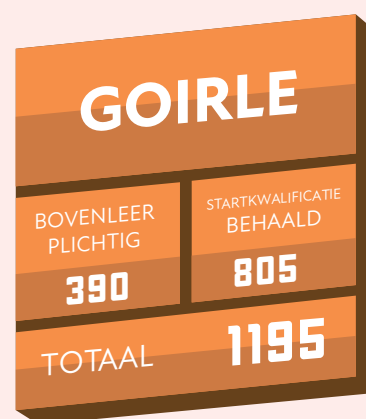 GOIRLE
BOVENLEER
PLICHTIG
390
STARTKWALIFICATIE
BEHAALD
805
TOTAAL 1195